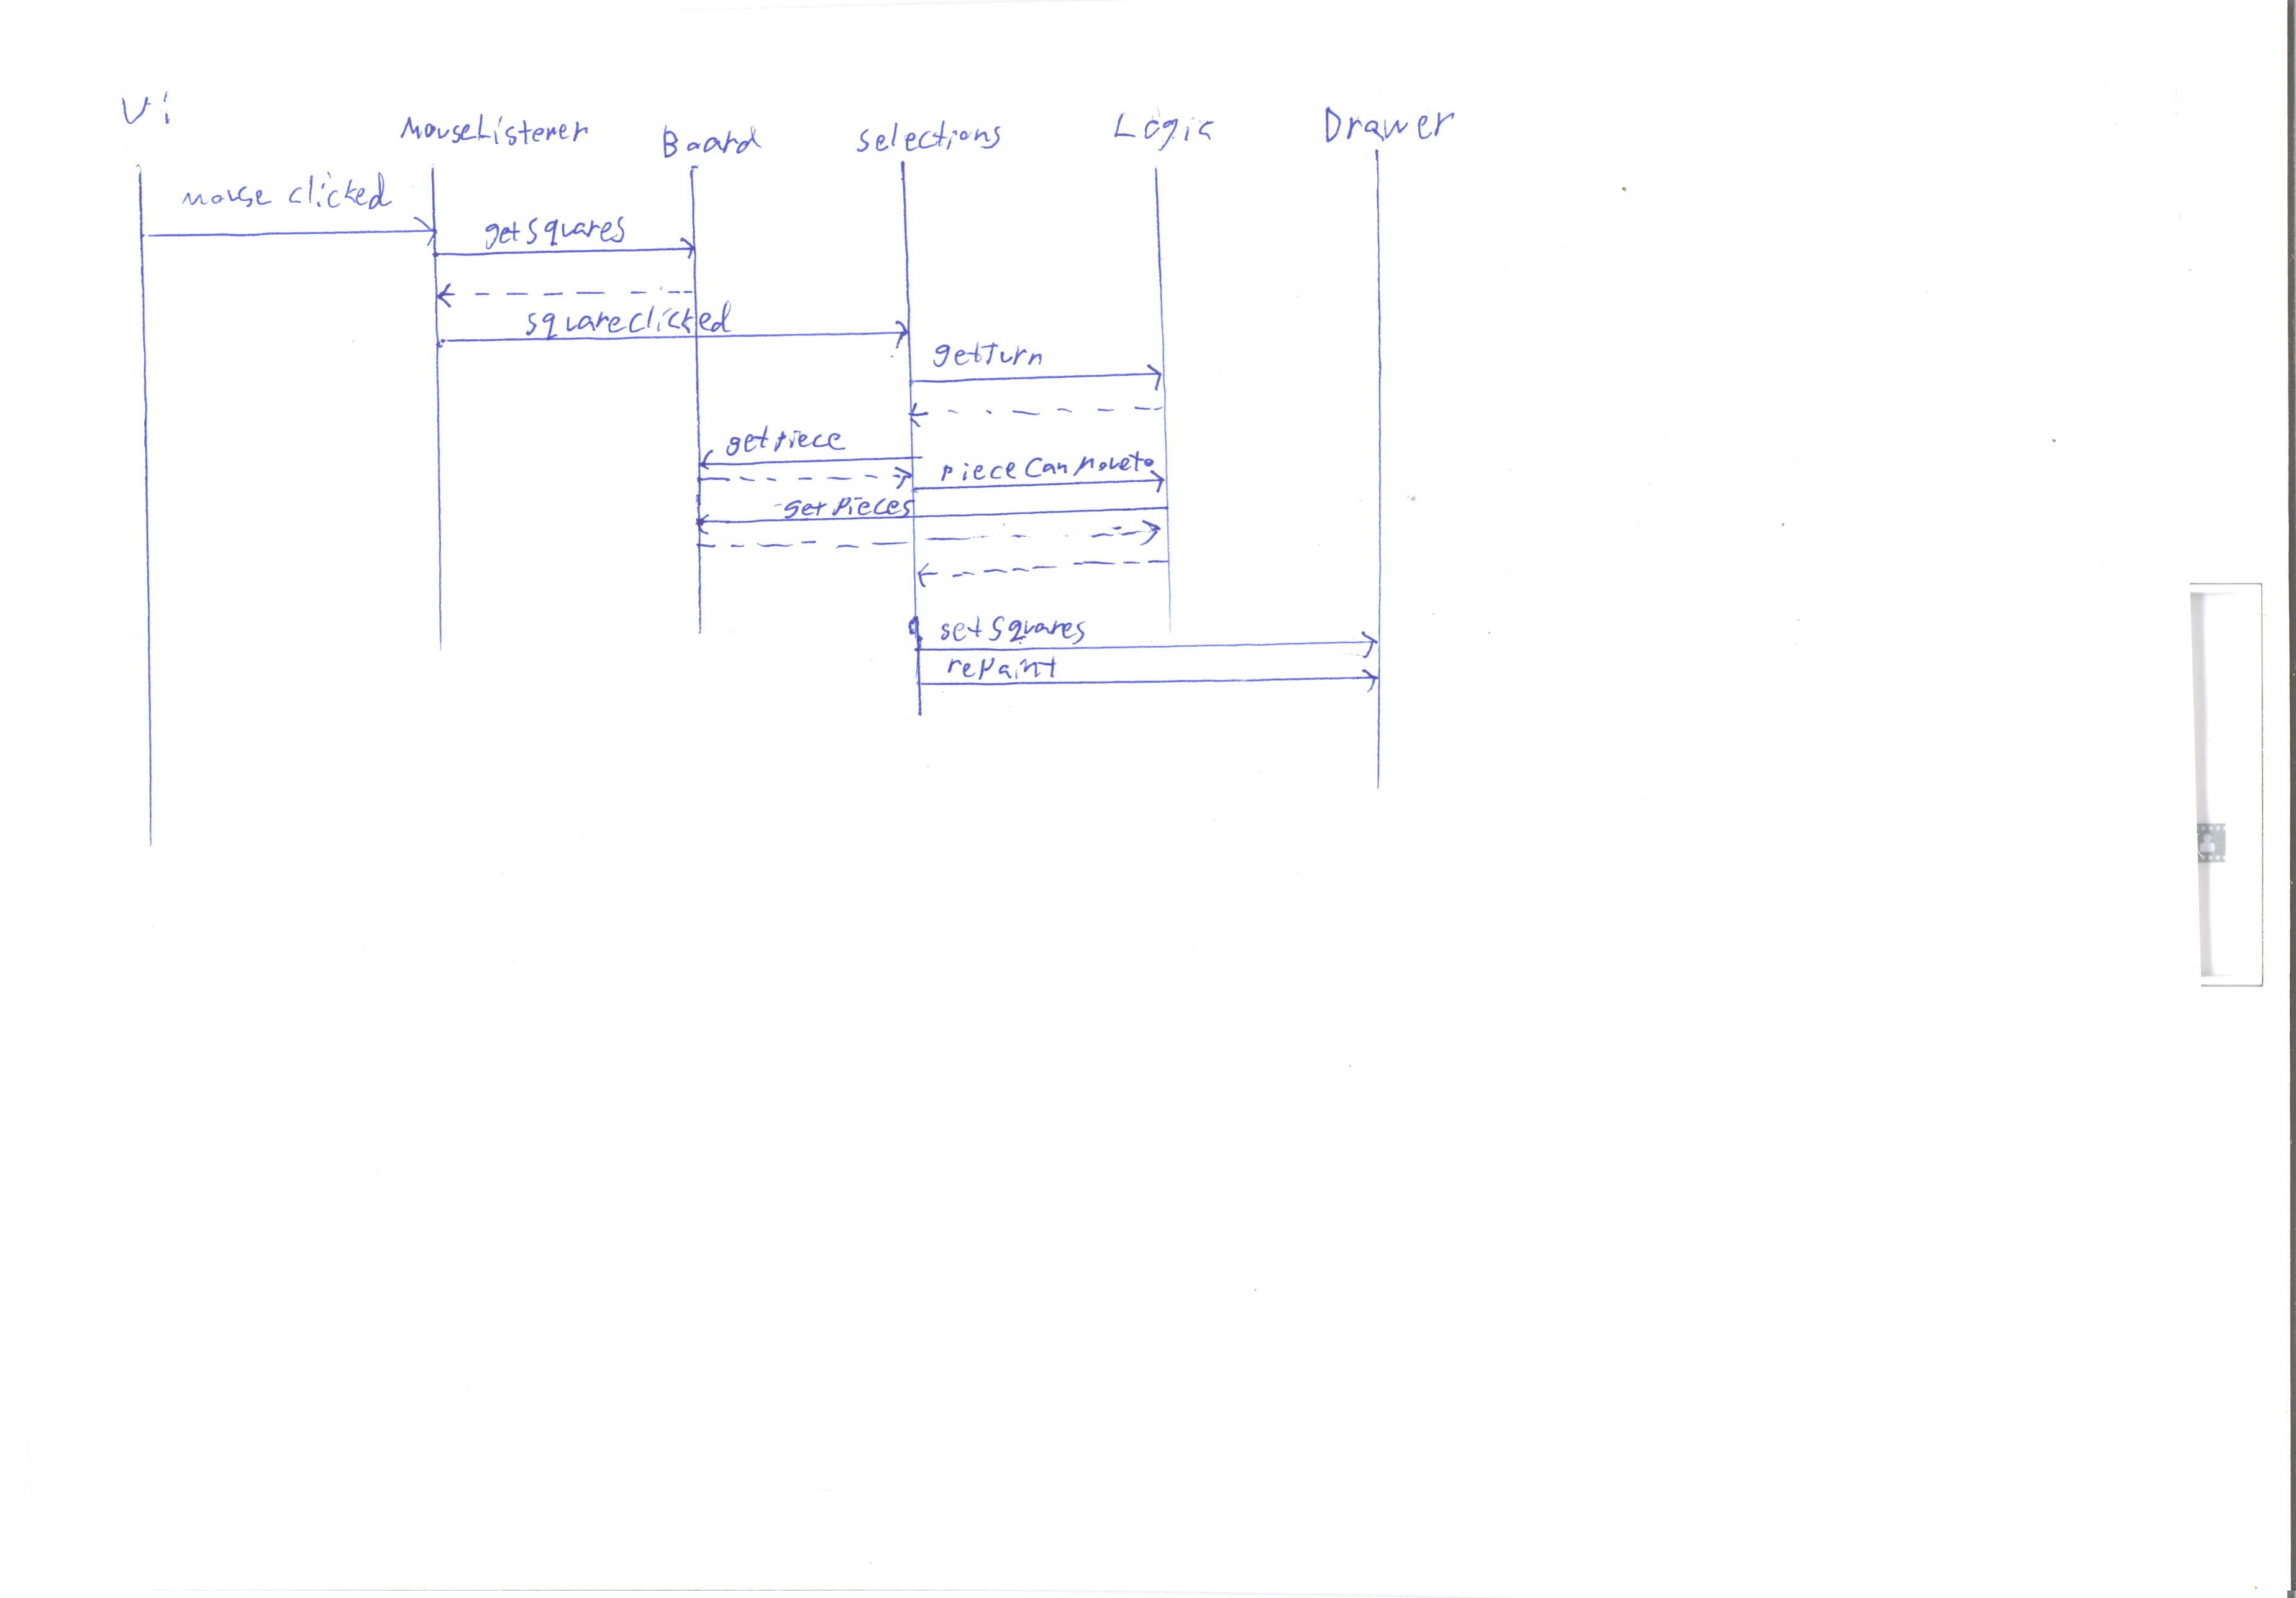 Ui
MouseListener
Board
selections
Logic
Drawer
mouse clicked
getSquares
squareclicked
getTurn
getpiece
pieceCanMoveto
getPieces
setSquares
repaint